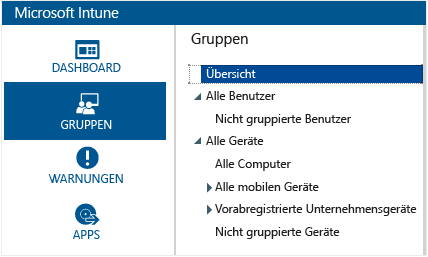 Microsoft Intune
DASHBOARD
GRUPPEN
WARNUNGEN
APPS
Gruppen
Übersicht
Alle Benutzer
Nicht gruppierte Benutzer
Alle Geräte
Alle Computer
Alle mobilen Geräte
Vorabregistrierte Unternehmensgeräte
Nicht gruppierte Geräte